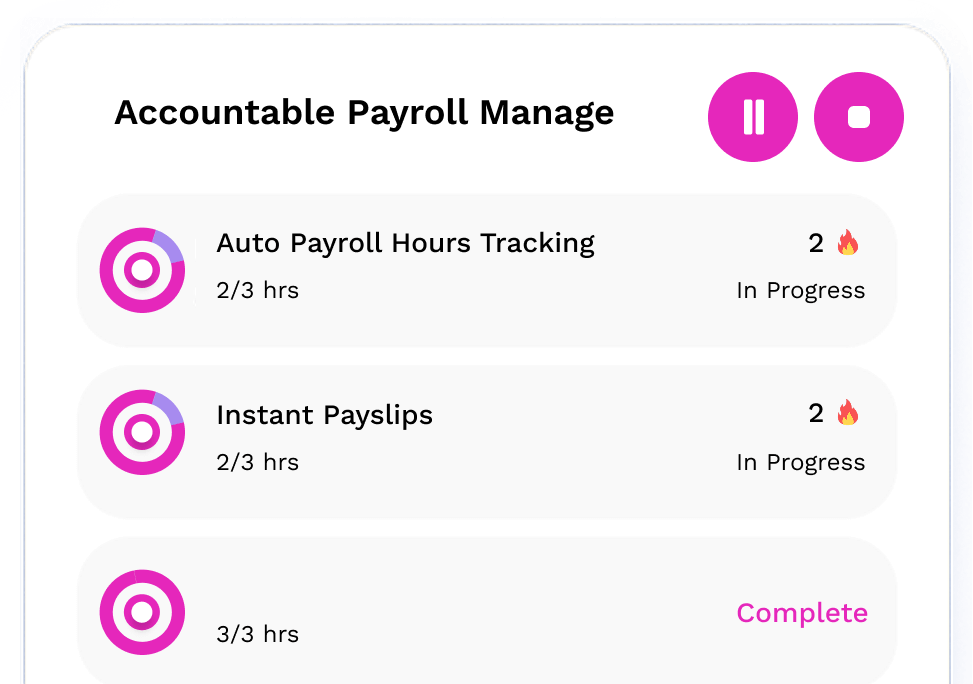 Accountable Payroll Manage
Auto Payroll Hours Tracking
2 🔥
2/3 hrs
In Progress
Instant Payslips
2 🔥
2/3 hrs
In Progress
Complete
3/3 hrs